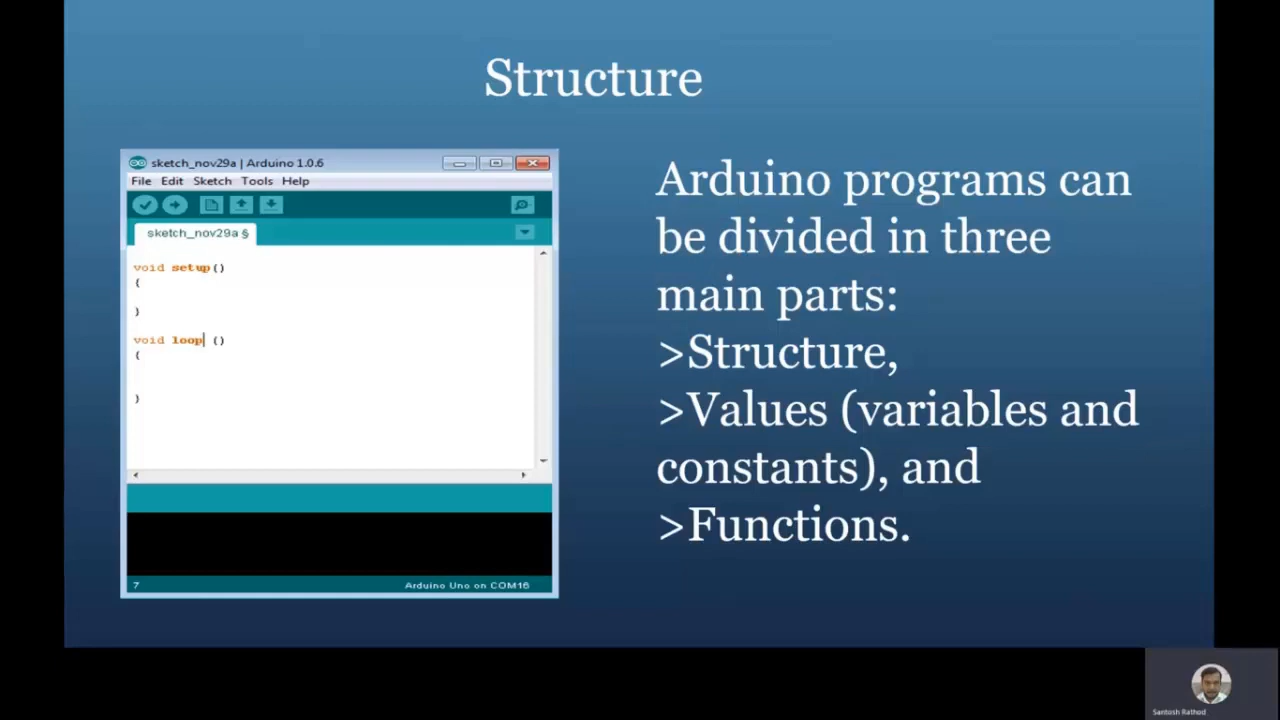 Structure
sketch_nov29a | Arduino 1.0.6
File Edit Sketch Tools Help
sketch_nov29a §
void setup()
{
}
void loop ()
{
}
7
Arduino Uno on COM16
Arduino programs can
be divided in three
main parts:
>Structure,
>Values (variables and
constants), and
>Functions.
Santosh Rathod